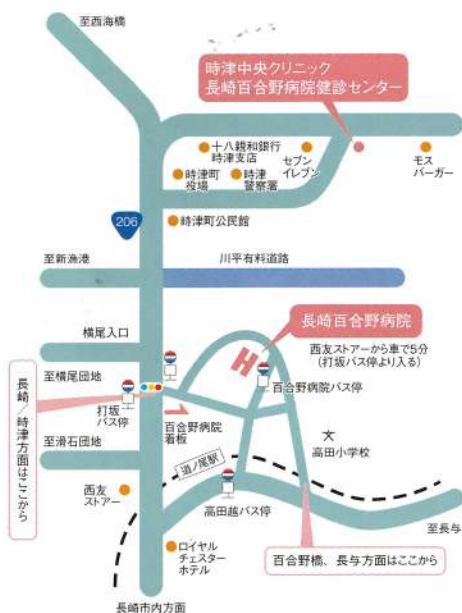 至西海橋
時津中央クリニック
長崎百合野病院健診センター
十八親和銀行
時津支店
セブン
イレブン
モス
バーガー
時津町
役場
時津
警察署
206
時津町公民館
至新漁港
川平有料道路
横尾入口
長崎百合野病院
西友ストアーから車で5分
(打坂バス停より入る)
H
至横尾団地
百合野病院バス停
長崎/時津方面はここから
打坂
バス停
百合野病院
看板
文
高田小学校
至滑石団地
道ノ尾駅
西友
ストアー
高田越バス停
至長与
百合野橋、長与方面はここから
ロイヤル
チェスター
ホテル
長崎市内方面